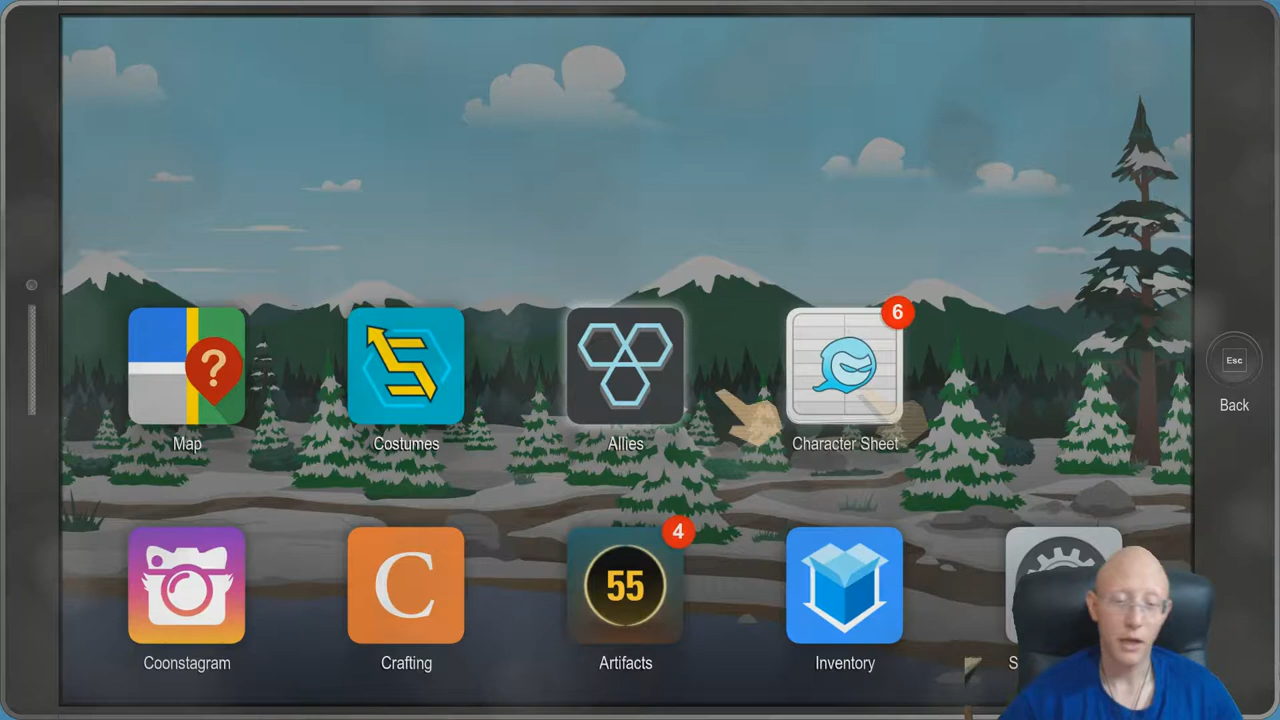 ?
6
Map
Costumes
Allies
Character Sheet
Esc
Back
4
C
55
Coonstagram
Crafting
Artifacts
Inventory
S